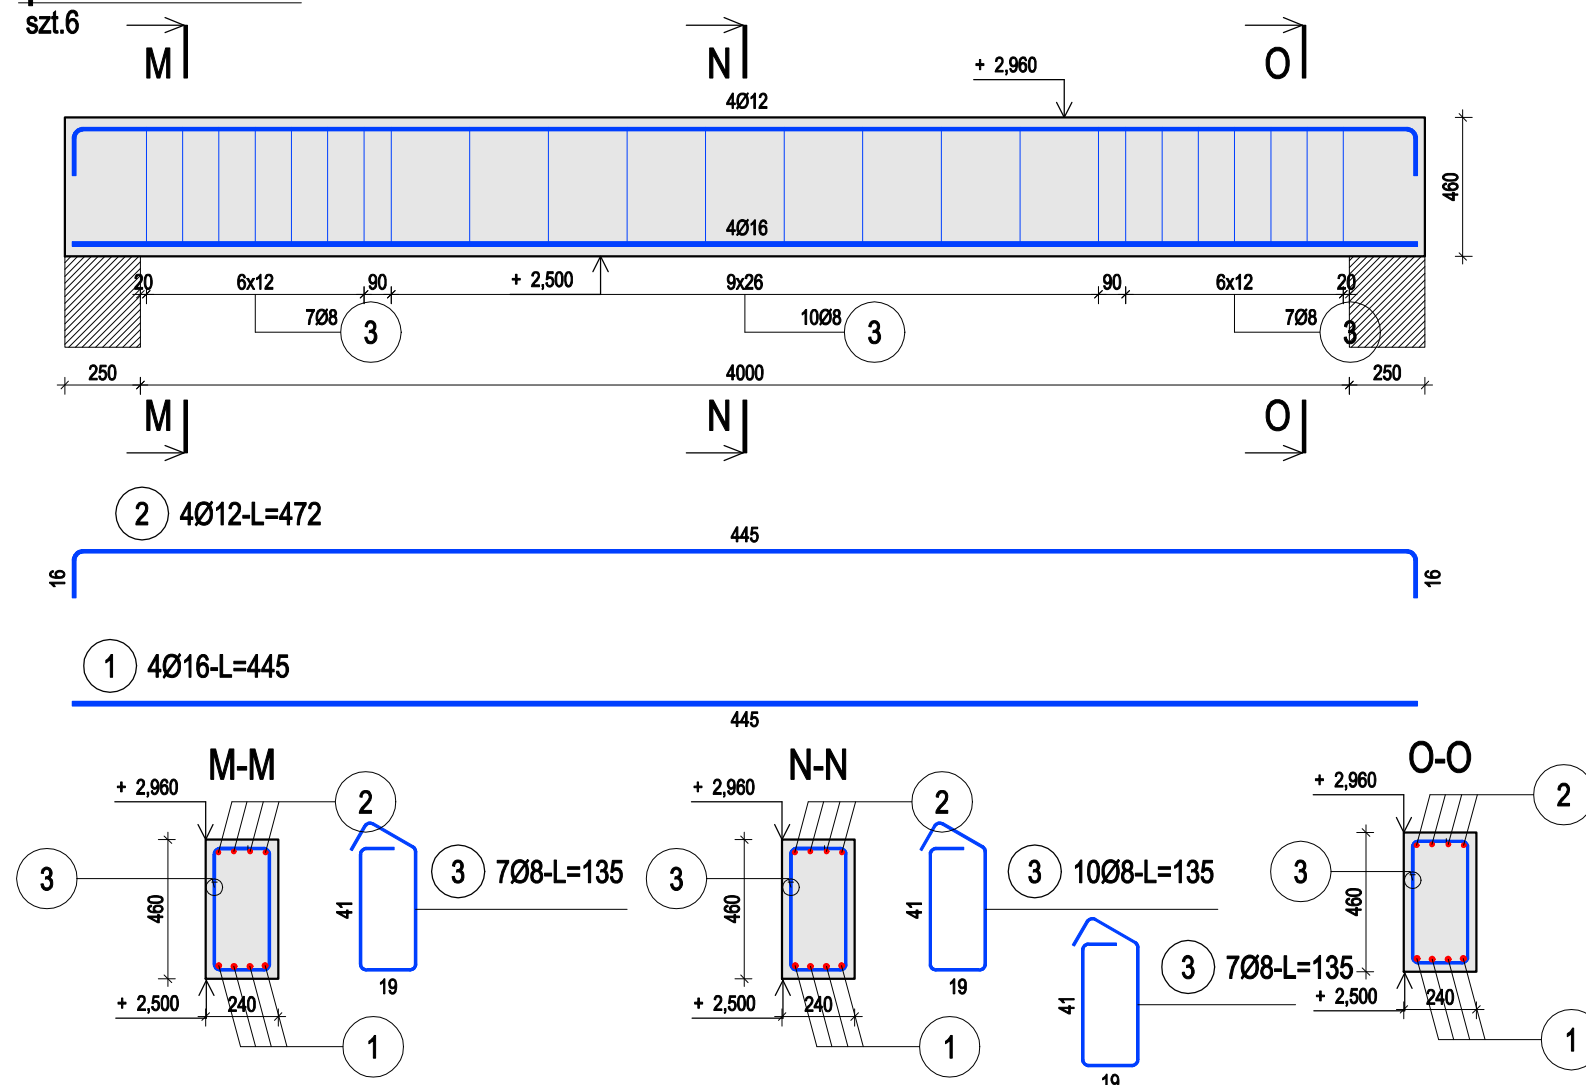 szt.6
M N O
+ 2,960
4Ø12
460
4Ø16
20 6x12 90 + 2,500 9x26 90 6x12 20
7Ø8 3 10Ø8 3 7Ø8 3
250 4000 250
M N O
2 4Ø12-L=472
445
16 16
1 4Ø16-L=445
445
M-M N-N O-O
+ 2,960 2 + 2,960 2 + 2,960 2
3 3 7Ø8-L=135 3 3 10Ø8-L=135 3
460 41 460 41 460
3 7Ø8-L=135
19 19
+ 2,500 240 + 2,500 240 41 + 2,500 240
1 1 1
19